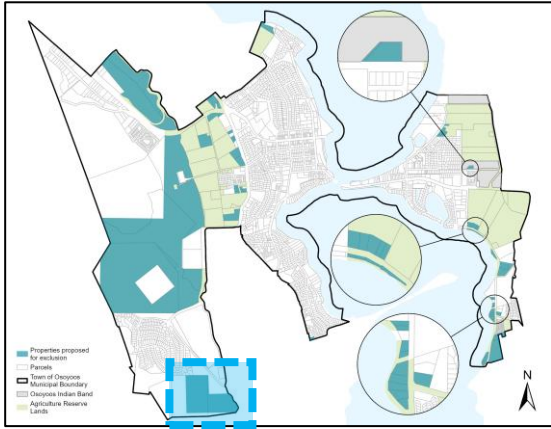 Properties proposed
for exclusion
Parcels
Town of Osoyoos
Municipal Boundary
Osoyoos Indian Band
Agriculture Reserve
Lands
N